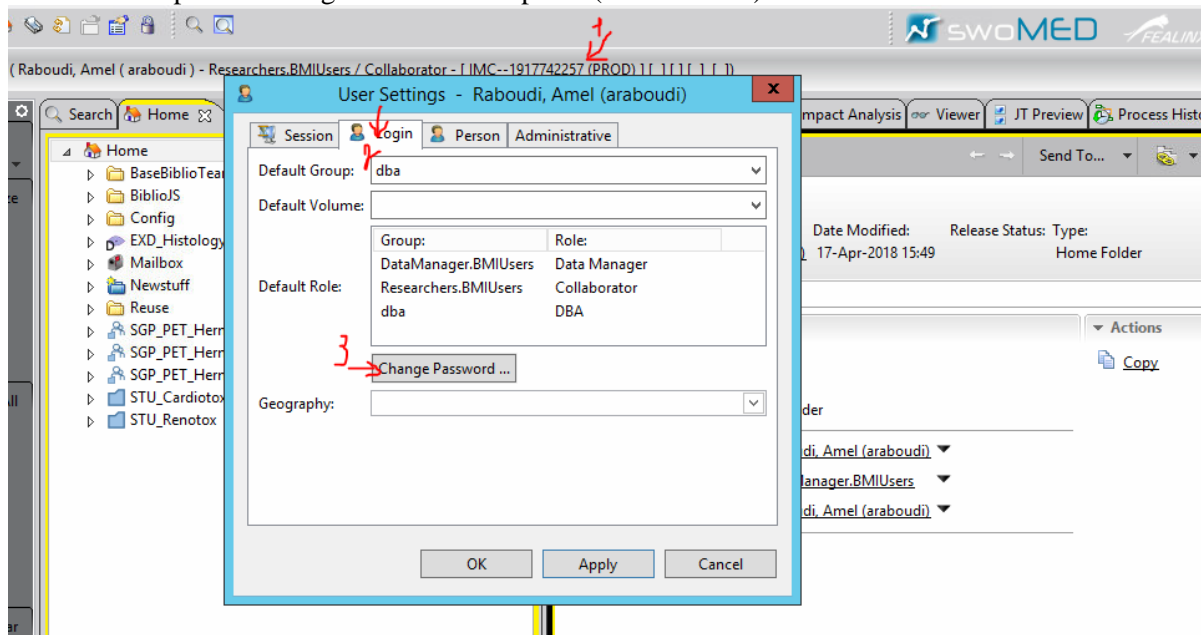 1
swoMED FEALINX
( Raboudi, Amel ( araboudi ) - Researchers.BMIUsers / Collaborator - [ IMC--1917742257 (PROD) ] [ ] [ ] [ ] [ ])
User Settings - Raboudi, Amel (araboudi)
X
Search Home
mpact Analysis Viewer JT Preview Process Histo
Session Login Person Administrative
2
Home
BaseBiblioTea
BiblioJS
Config
EXD_Histology
Mailbox
Newstuff
Reuse
SGP_PET_Herr
SGP_PET_Herr
SGP_PET_Herr
STU_Cardiotox
STU_Renotox
Default Group: dba
Default Volume:
Default Role:
Group: Role:
DataManager.BMIUsers Data Manager
Researchers.BMIUsers Collaborator
dba DBA
3
Change Password ...
Geography:
OK Apply Cancel
Send To...
Date Modified: Release Status: Type:
17-Apr-2018 15:49 Home Folder
Actions
Copy
der
di, Amel (araboudi)
lanager.BMIUsers
di, Amel (araboudi)